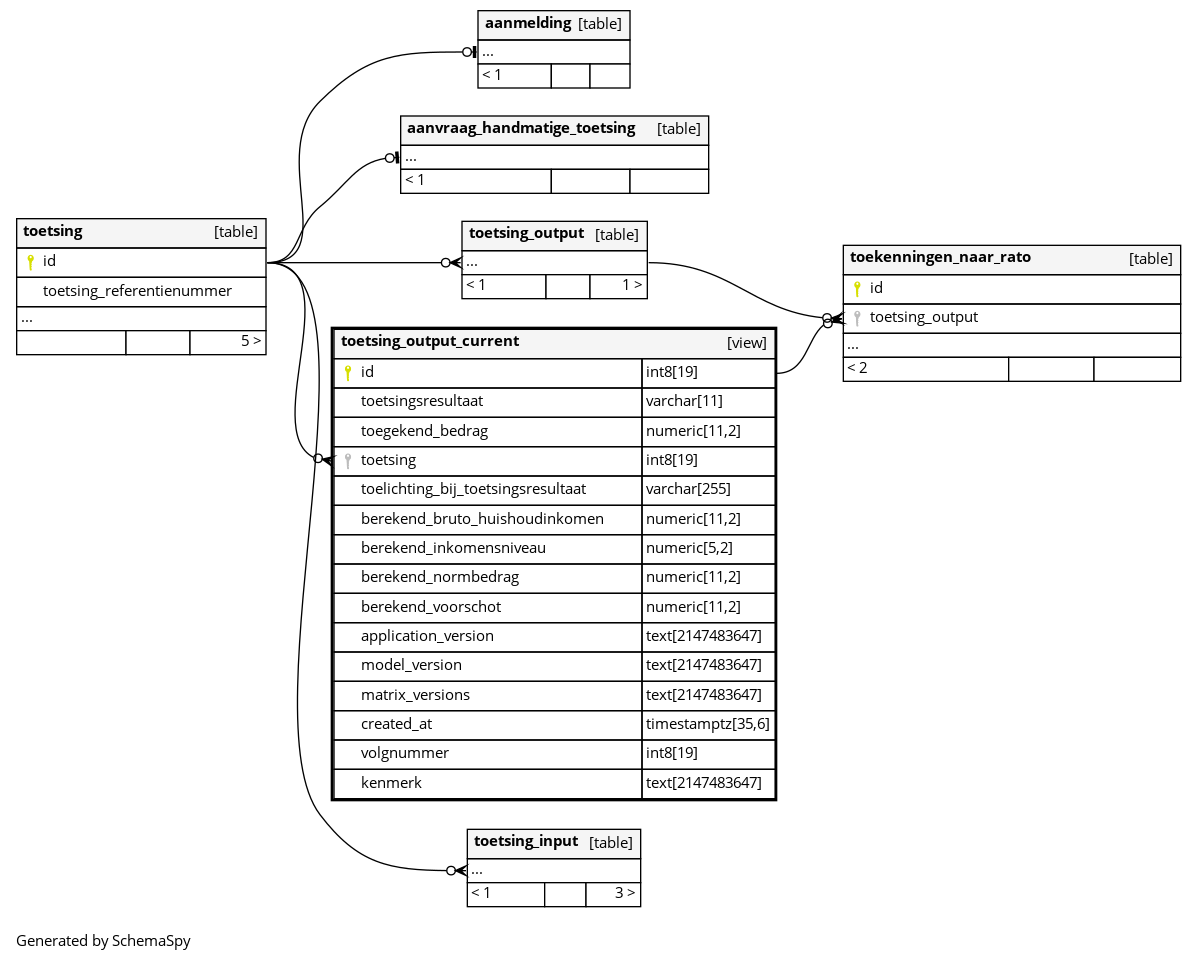 aanmelding [table]
...
< 1
aanvraag_handmatige_toetsing [table]
...
< 1
toetsing [table]
id
toetsing_referentienummer
...
5 >
toetsing_output [table]
...
< 1 1 >
toekenningen_naar_rato [table]
id
toetsing_output
...
< 2
toetsing_output_current [view]
id int8[19]
toetsingsresultaat varchar[11]
toegekend_bedrag numeric[11,2]
toetsing int8[19]
toelichting_bij_toetsingsresultaat varchar[255]
berekend_bruto_huishoudinkomen numeric[11,2]
berekend_inkomensniveau numeric[5,2]
berekend_normbedrag numeric[11,2]
berekend_voorschot numeric[11,2]
application_version text[2147483647]
model_version text[2147483647]
matrix_versions text[2147483647]
created_at timestamptz[35,6]
volgnummer int8[19]
kenmerk text[2147483647]
toetsing_input [table]
...
< 1 3 >
Generated by SchemaSpy